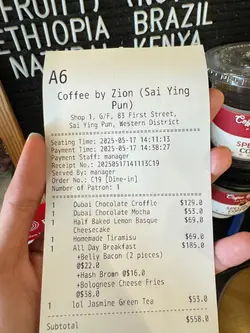 FRUITY)
ETHIOPIA BRAZIL
KENYA
A6
Coffee by Zion (Sai Ying
Pun)
Shop 1, G/F, 83 First Street,
Sai Ying Pun, Western District
Seating Time: 2025-05-17 14:11:13
Payment Time: 2025-05-17 14:38:27
Payment Staff: manager
Receipt No.: 20250517141113C19
Served By: manager
Order No.: C19 [Dine-in]
Number of Patron: 1
1 Dubai Chocolate Croffle $129.0
1 Dubai Chocolate Mocha $53.0
1 Half Baked Lemon Basque $69.0
Cheesecake
1 Homemade Tiramisu $69.0
1 All Day Breakfast $185.0
+Belly Bacon (2 pieces)
@$22.0
+Hash Brown @$16.0
+Bolognese Cheese Fries
@$38.0
1 lol Jasmine Green Tea $53.0
Subtotal $558.0